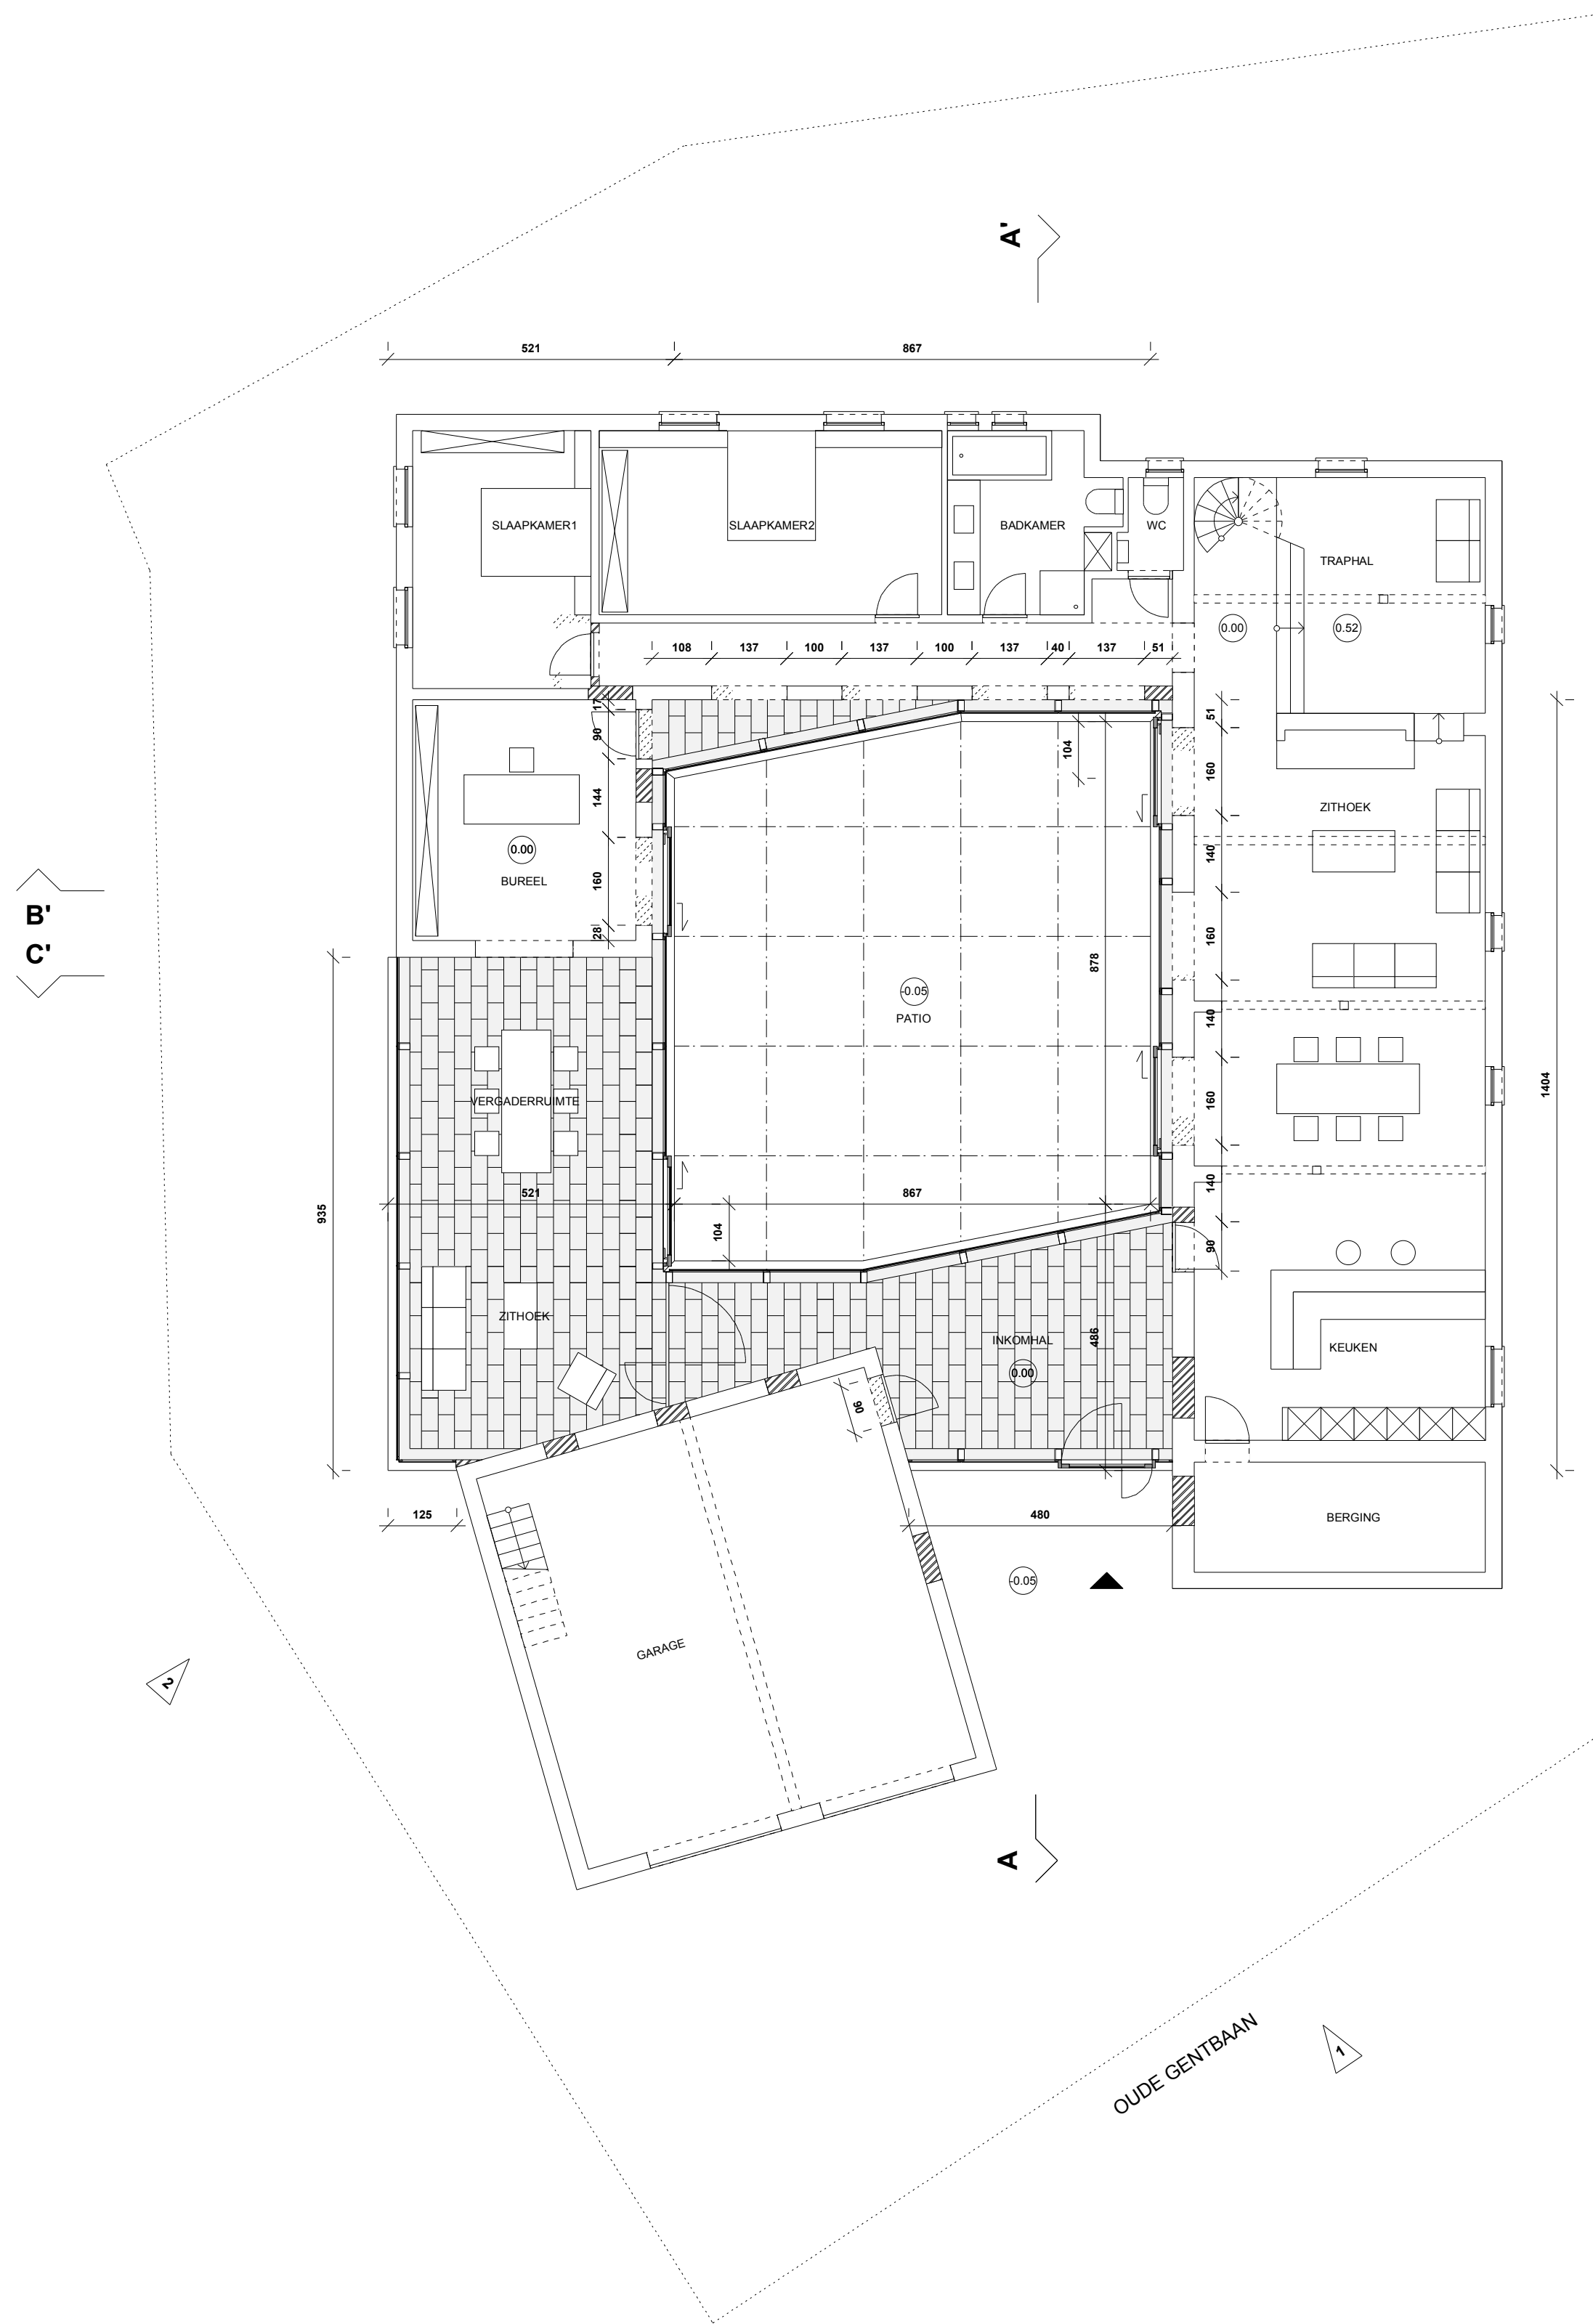 A'
521
867
SLAAPKAMER1
SLAAPKAMER2
BADKAMER
WC
TRAPHAL
0.00
0.52
108
137
100
137
100
137
40
137
51
17
90
144
160
28
104
51
160
140
160
140
160
140
90
ZITHOEK
0.00
BUREEL
B'
C'
878
-0.05
PATIO
1404
VERGADERRUIMTE
521
867
935
104
ZITHOEK
INKOMHAL
486
0.00
KEUKEN
90
125
480
BERGING
-0.05
GARAGE
2
A
OUDE GENTBAAN
1